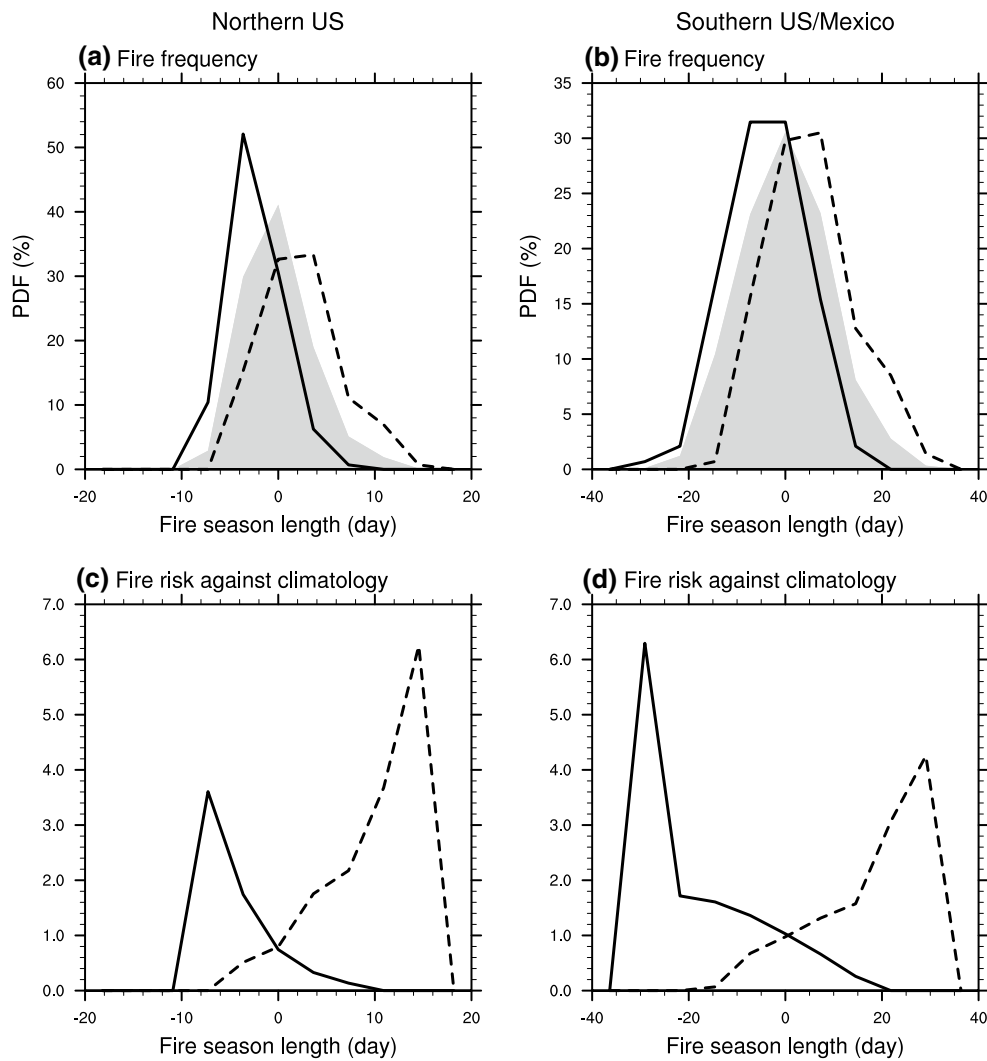 Northern US
Southern US/Mexico
(a) Fire frequency
(b) Fire frequency
60
50
40
30
20
10
0
PDF (%)
-20 -10 0 10 20
Fire season length (day)
35
30
25
20
15
10
5
0
PDF (%)
-40 -20 0 20 40
Fire season length (day)
(c) Fire risk against climatology
(d) Fire risk against climatology
7.0
6.0
5.0
4.0
3.0
2.0
1.0
0.0
-20 -10 0 10 20
Fire season length (day)
7.0
6.0
5.0
4.0
3.0
2.0
1.0
0.0
-40 -20 0 20 40
Fire season length (day)